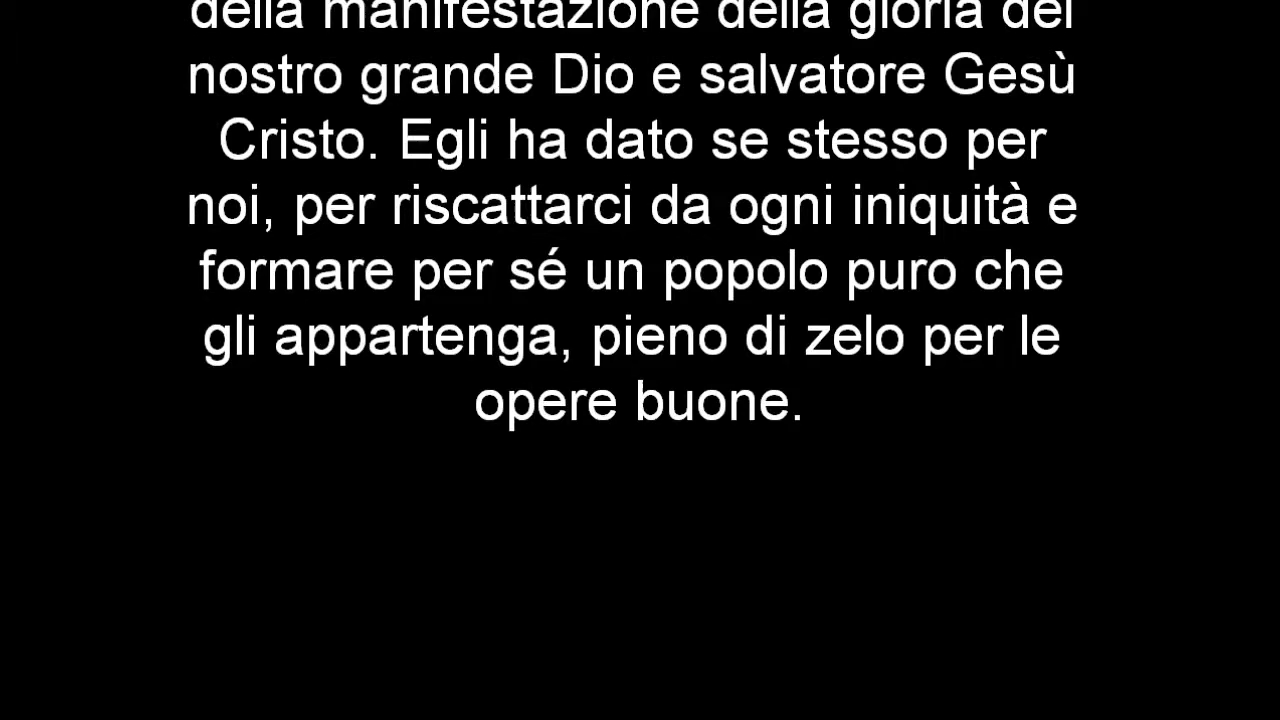 della manifestazione della gloria del
nostro grande Dio e salvatore Gesù
Cristo. Egli ha dato se stesso per
noi, per riscattarci da ogni iniquità e
formare per sé un popolo puro che
gli appartenga, pieno di zelo per le
opere buone.